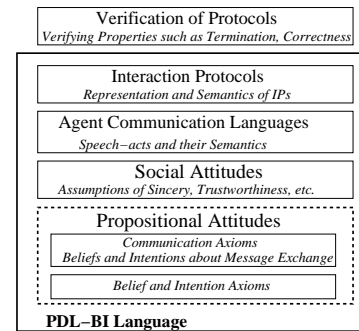 Verification of Protocols
Verifying Properties such as Termination, Correctness
Interaction Protocols
Representation and Semantics of IPs
Agent Communication Languages
Speech−acts and their Semantics
Social Attitudes
Assumptions of Sincery, Trustworthiness, etc.
Propositional Attitudes
Communication Axioms
Beliefs and Intentions about Message Exchange
Belief and Intention Axioms
PDL−BI Language